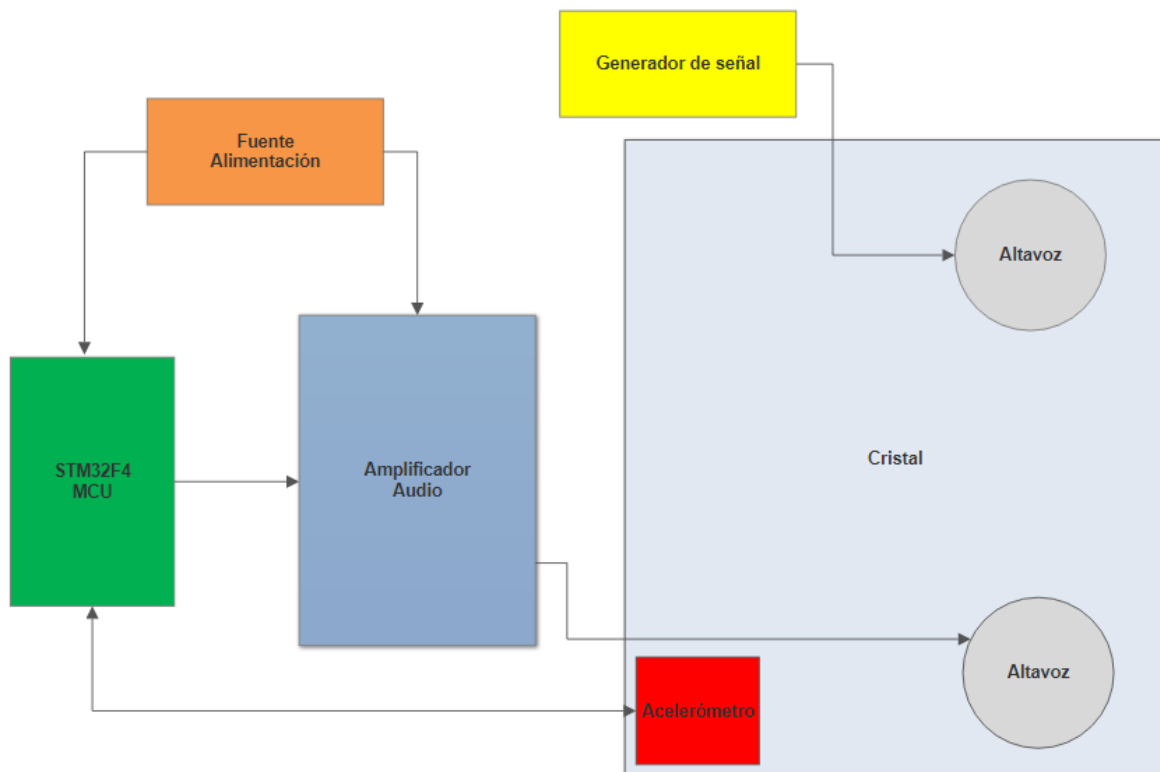 Generador de señal
Fuente
Alimentación
Altavoz
STM32F4
MCU
Amplificador
Audio
Cristal
Altavoz
Acelerómetro